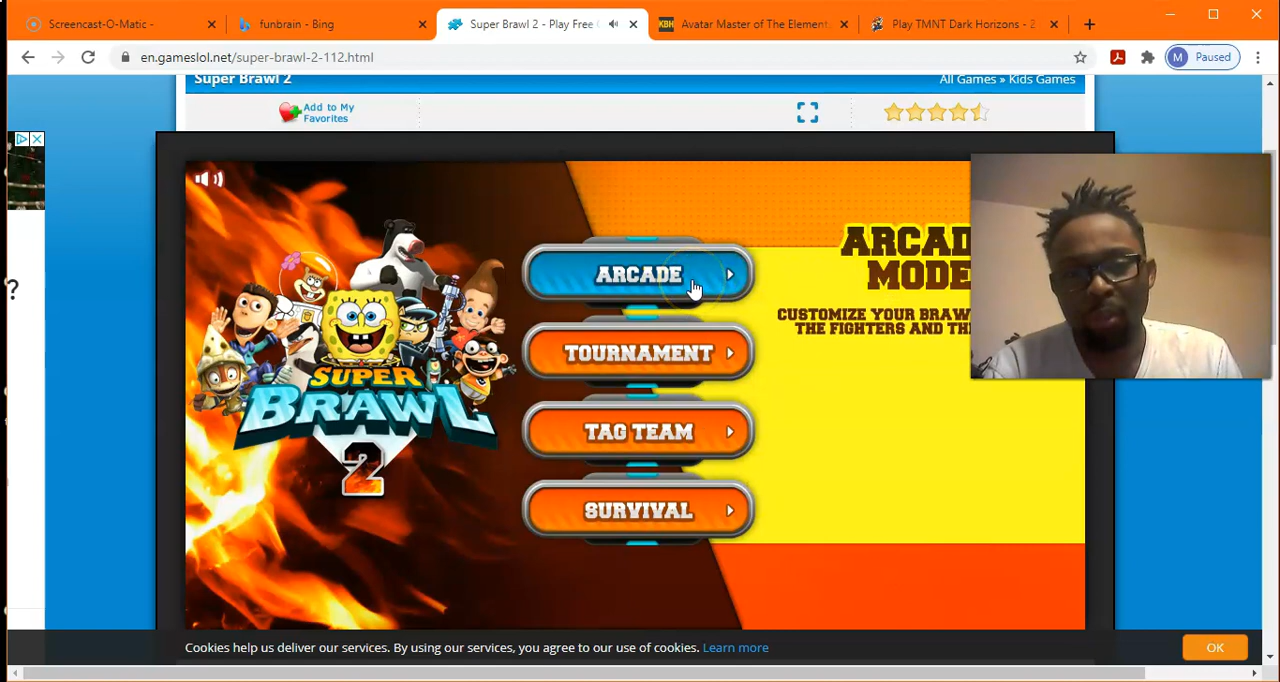 Screencast-O-Matic -
funbrain - Bing
Super Brawl 2 - Play Free
KBH
Avatar Master of The Element
Play TMNT Dark Horizons - 2
en.gameslol.net/super-brawl-2-112.html
M Paused
Super Brawl 2
All Games » Kids Games
Add to My
Favorites
ARCADE
TOURNAMENT
TAG TEAM
SURVIVAL
SUPER
BRAWL
2
ARCAD
MODE
CUSTOMIZE YOUR BRAW
THE FIGHTERS AND TH
?
Cookies help us deliver our services. By using our services, you agree to our use of cookies. Learn more
OK